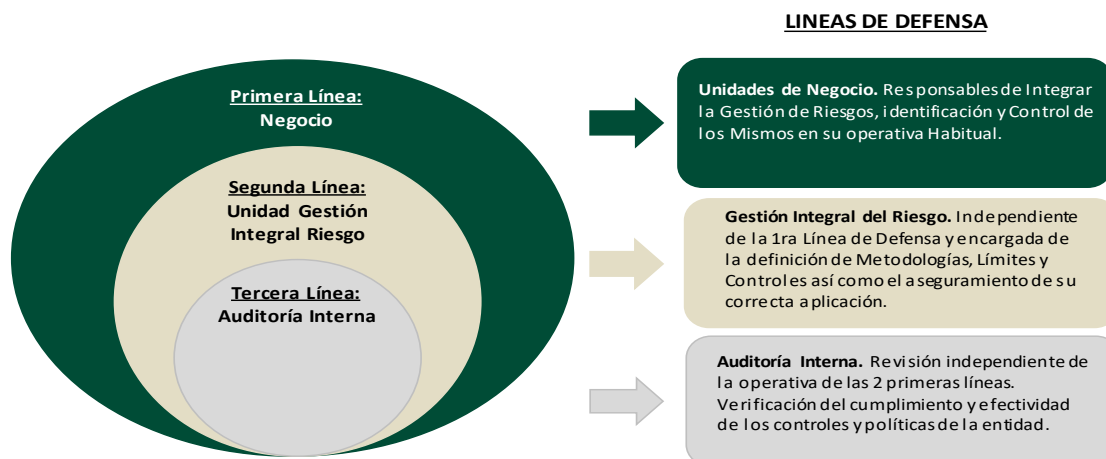 LINEAS DE DEFENSA
Primera Línea:
Negocio
Unidades de Negocio. Responsables de Integrar
la Gestión de Riesgos, identificación y Control de
los Mismos en su operativa Habitual.
Segunda Línea:
Unidad Gestión
Integral Riesgo
Gestión Integral del Riesgo. Independiente
de la 1ra Línea de Defensa y encargada de
la definición de Metodologías, Límites y
Controles así como el aseguramiento de su
correcta aplicación.
Tercera Línea:
Auditoría Interna
Auditoría Interna. Revisión independiente de
la operativa de las 2 primeras líneas.
Verificación del cumplimiento y efectividad
de los controles y políticas de la entidad.